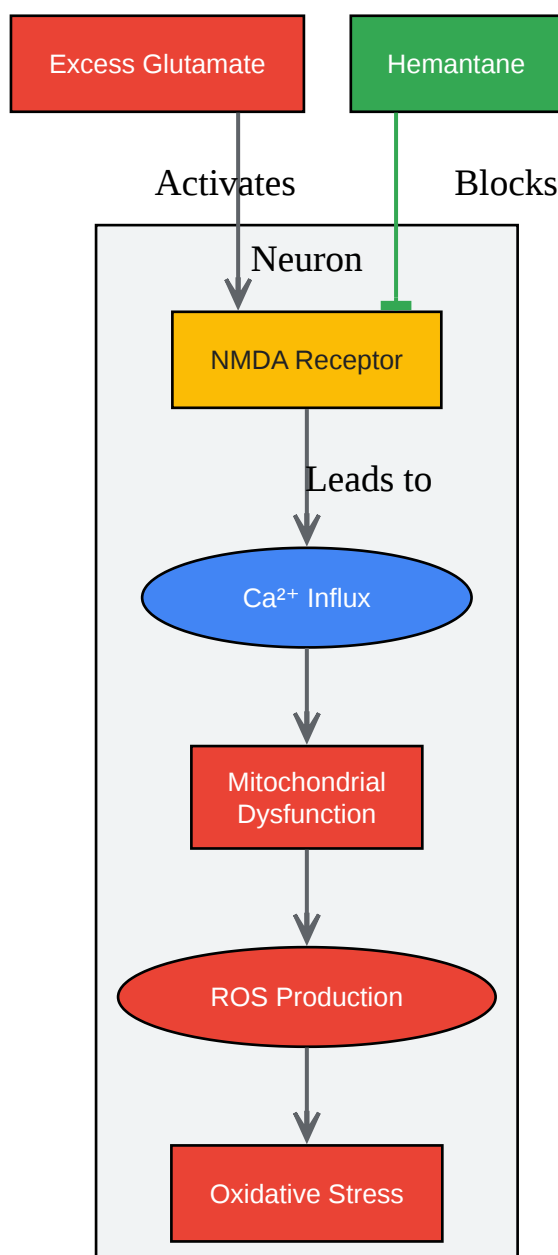 Excess Glutamate
Hemantane
Activates
Blocks
Neuron
NMDA Receptor
Leads to
Ca²⁺ Influx
Mitochondrial
Dysfunction
ROS Production
Oxidative Stress